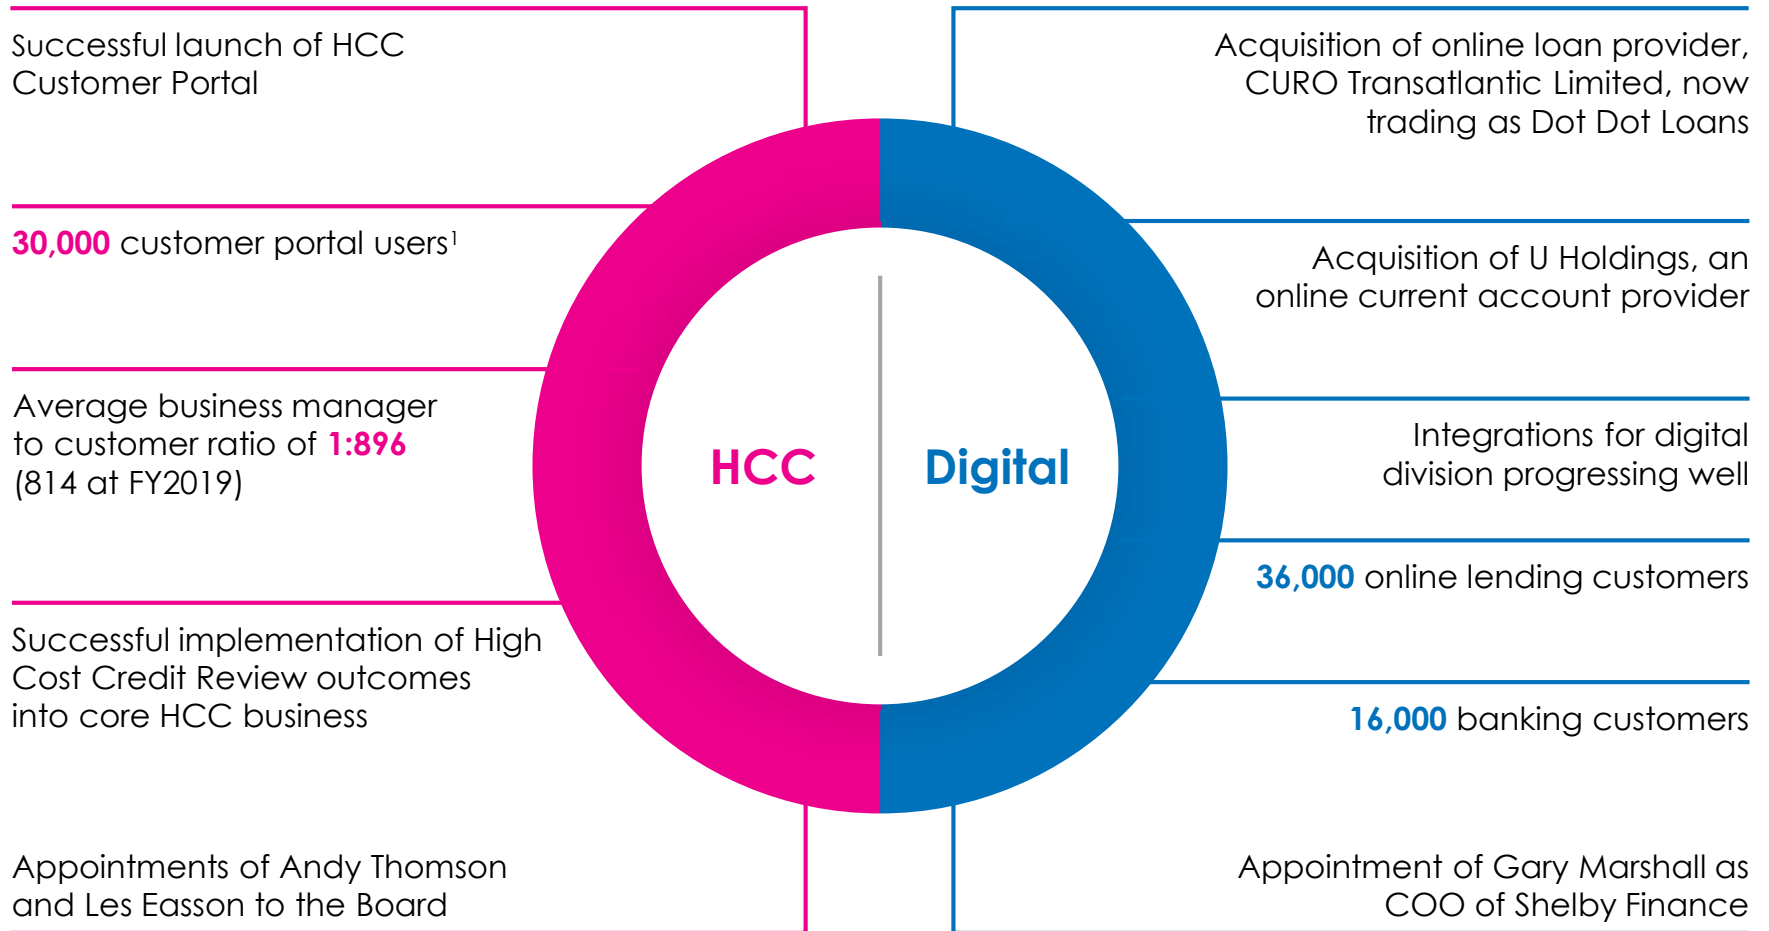 Successful launch of HCC
Customer Portal
30,000 customer portal users¹
Average business manager
to customer ratio of 1:896
(814 at FY2019)
Successful implementation of High
Cost Credit Review outcomes
into core HCC business
Appointments of Andy Thomson
and Les Easson to the Board
HCC
Digital
Acquisition of online loan provider,
CURO Transatlantic Limited, now
trading as Dot Dot Loans
Acquisition of U Holdings, an
online current account provider
Integrations for digital
division progressing well
36,000 online lending customers
16,000 banking customers
Appointment of Gary Marshall as
COO of Shelby Finance